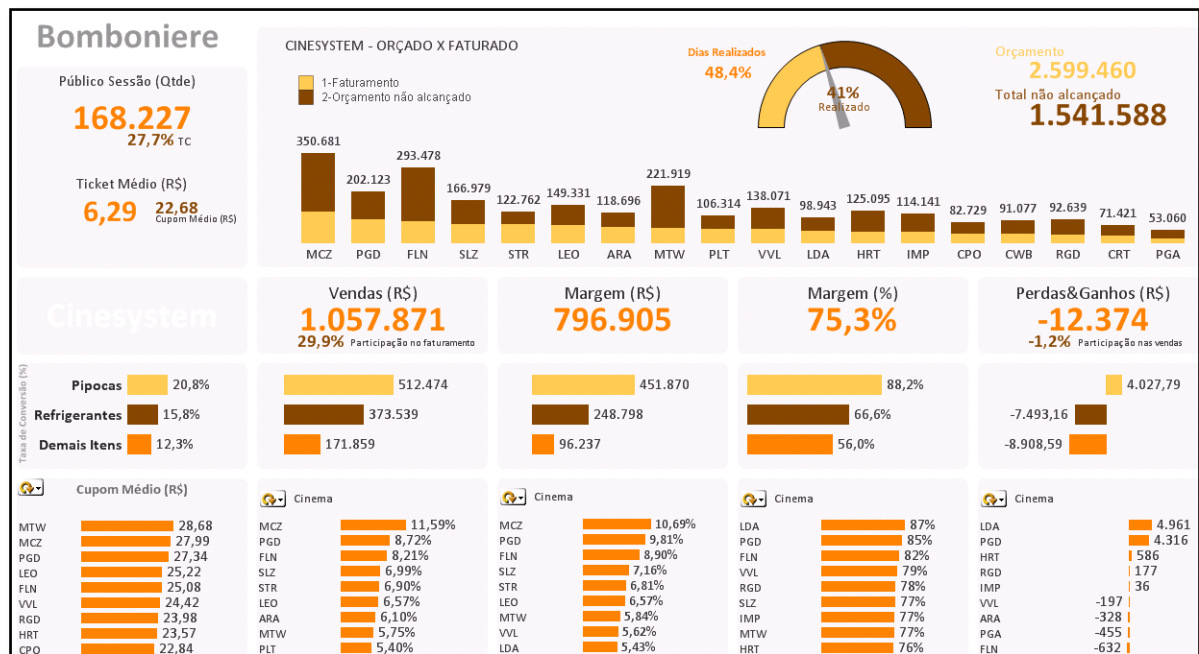 Bomboniere
Público Sessão (Qtde)
168.227
27,7% TC
Ticket Médio (R$)
6,29
22,68
Cupom Médio (R$)
CINESYSTEM - ORÇADO X FATURADO
1-Faturamento
2-Orçamento não alcançado
Dias Realizados
48,4%
41%
Realizado
Orçamento
2.599.460
Total não alcançado
1.541.588
350.681 202.123 293.478 166.979 122.762 149.331 118.696 221.919 106.314 138.071 98.943 125.095 114.141 82.729 91.077 92.639 71.421 53.060
MCZ PGD FLN SLZ STR LEO ARA MTW PLT VVL LDA HRT IMP CPO CWB RGD CRT PGA
Cinesystem
Vendas (R$)
1.057.871
29,9% Participação no faturamento
Margem (R$)
796.905
Margem (%)
75,3%
Perdas&Ganhos (R$)
-12.374
-1,2% Participação nas vendas
Taxa de Conversão (%)
Pipocas 20,8% 512.474 451.870 88,2% 4.027,79
Refrigerantes 15,8% 373.539 248.798 66,6% -7.493,16
Demais Itens 12,3% 171.859 96.237 56,0% -8.908,59
Cupom Médio (R$)
MTW 28,68
MCZ 27,99
PGD 27,34
LEO 25,22
FLN 25,08
VVL 24,42
RGD 23,98
HRT 23,57
CPO 22,84
Cinema
MCZ 11,59%
PGD 8,72%
FLN 8,21%
SLZ 6,99%
STR 6,90%
LEO 6,57%
ARA 6,10%
MTW 5,75%
PLT 5,40%
Cinema
MCZ 10,69%
PGD 9,81%
FLN 8,90%
SLZ 7,16%
STR 6,81%
LEO 6,57%
MTW 5,84%
VVL 5,62%
LDA 5,43%
Cinema
LDA 87%
PGD 85%
FLN 82%
VVL 79%
RGD 78%
SLZ 77%
IMP 77%
MTW 77%
HRT 76%
Cinema
LDA 4.961
PGD 4.316
HRT 586
RGD 177
IMP 36
VVL -197
ARA -328
PGA -455
FLN -632